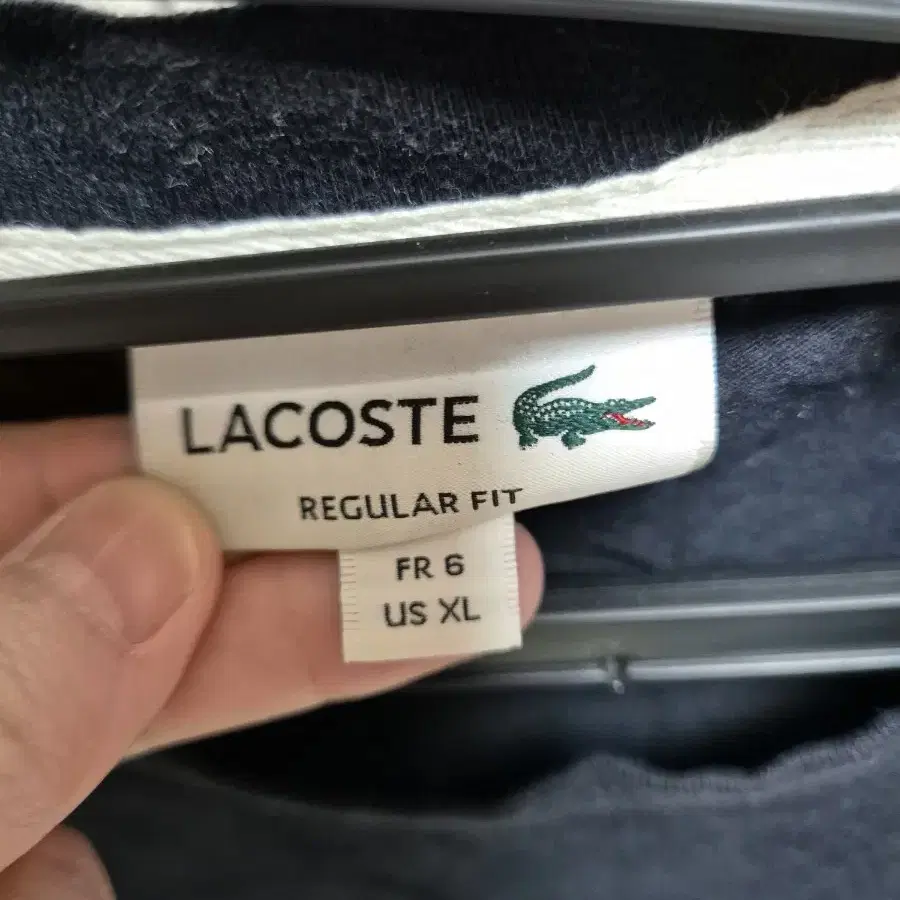 LACOSTE
REGULAR FIT
FR 6
US XL